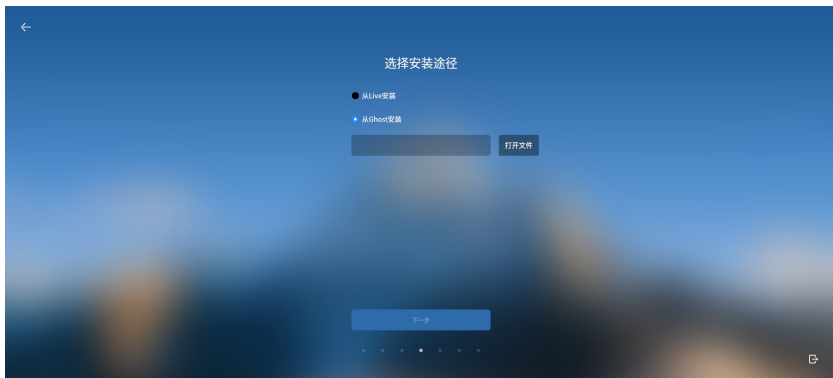 选择安装途径
从Live安装
从Ghost安装
打开文件
下一步